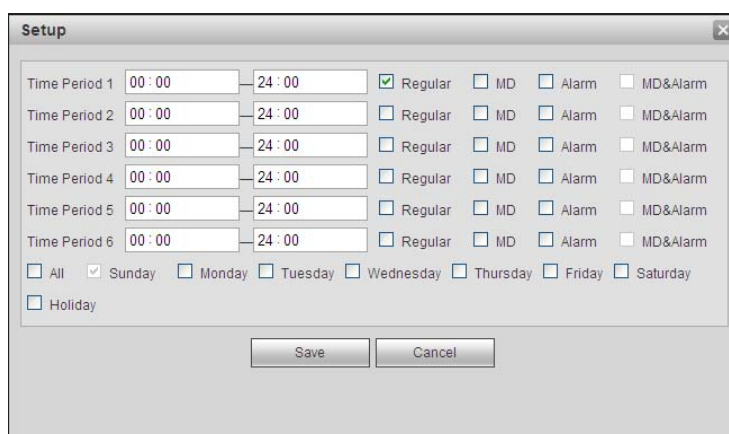 Setup
Time Period 1 00:00 — 24:00 Regular MD Alarm MD&Alarm
Time Period 2 00:00 — 24:00 Regular MD Alarm MD&Alarm
Time Period 3 00:00 — 24:00 Regular MD Alarm MD&Alarm
Time Period 4 00:00 — 24:00 Regular MD Alarm MD&Alarm
Time Period 5 00:00 — 24:00 Regular MD Alarm MD&Alarm
Time Period 6 00:00 — 24:00 Regular MD Alarm MD&Alarm
All Sunday Monday Tuesday Wednesday Thursday Friday Saturday
Holiday
Save Cancel